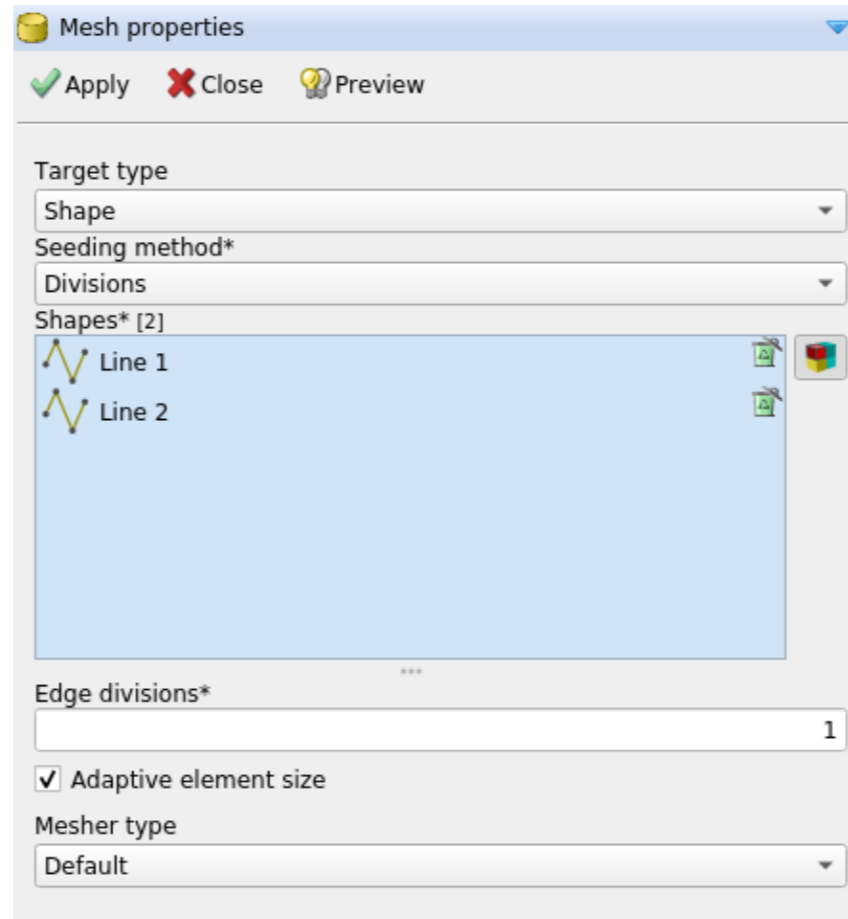 Mesh properties
Apply Close Preview
Target type
Shape
Seeding method*
Divisions
Shapes* [2]
Line 1
Line 2
Edge divisions*
1
Adaptive element size
Mesher type
Default